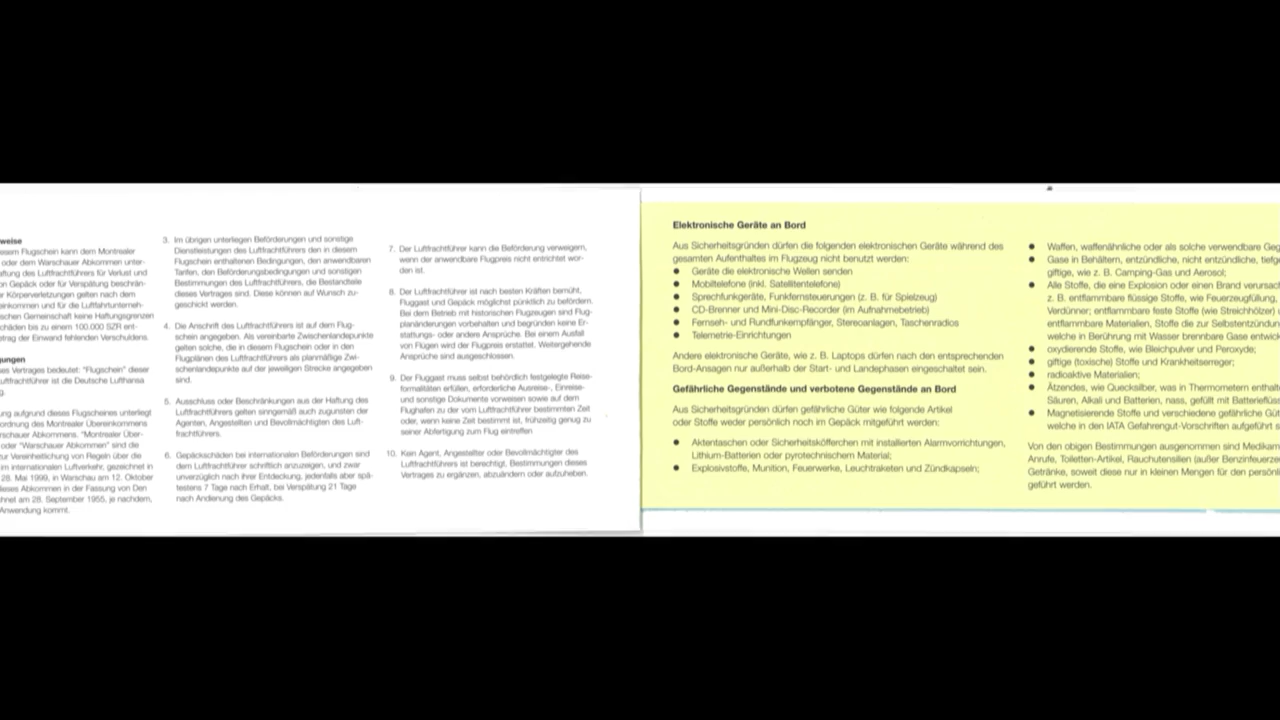 weise
esem Flugschein kann dem Montrealer
oder dem Warschauer Abkommen unter-
aftung des Luftfrachtführers für Verlust und
on Gepäck oder für Verspätung beschrän-
r Körperverletzungen gelten nach dem
einkommen und für die Luftfahrtunterneh-
schen Gemeinschaft keine Haftungsgrenzen
chäden bis zu einem 100.000 SZR ent-
etrag der Einwand fehlenden Verschuldens.
gungen
es Vertrages bedeutet: "Flugschein" dieser
uftfrachtführer ist die Deutsche Lufthansa
g.
ung aufgrund dieses Flugscheines unterliegt
ordnung des Montrealer Übereinkommens
rschauer Abkommens. "Montrealer Über-
oder "Warschauer Abkommen" sind die
zur Vereinheitlichung von Regeln über die
im internationalen Luftverkehr, gezeichnet in
28. Mai 1999, in Warschau am 12. Oktober
ieses Abkommen in der Fassung von Den
hnet am 28. September 1955, je nachdem,
Anwendung kommt.
3. Im übrigen unterliegen Beförderungen und sonstige
Dienstleistungen des Luftfrachtführers den in diesem
Flugschein enthaltenen Bedingungen, den anwendbaren
Tarifen, den Beförderungsbedingungen und sonstigen
Bestimmungen des Luftfrachtführers, die Bestandteile
dieses Vertrages sind. Diese können auf Wunsch zu-
geschickt werden.
4. Die Anschrift des Luftfrachtführers ist auf dem Flug-
schein angegeben. Als vereinbarte Zwischenlandepunkte
gelten solche, die in diesem Flugschein oder in den
Flugplänen des Luftfrachtführers als planmäßige Zwi-
schenlandepunkte auf der jeweiligen Strecke angegeben
sind.
5. Ausschluss oder Beschränkungen aus der Haftung des
Luftfrachtführers gelten sinngemäß auch zugunsten der
Agenten, Angestellten und Bevollmächtigten des Luft-
frachtführers.
6. Gepäckschäden bei internationalen Beförderungen sind
dem Luftfrachtführer schriftlich anzuzeigen, und zwar
unverzüglich nach ihrer Entdeckung, jedenfalls aber spä-
testens 7 Tage nach Erhalt, bei Verspätung 21 Tage
nach Andienung des Gepäcks.
7. Der Luftfrachtführer kann die Beförderung verweigern,
wenn der anwendbare Flugpreis nicht entrichtet wor-
den ist.
8. Der Luftfrachtführer ist nach besten Kräften bemüht,
Fluggast und Gepäck möglichst pünktlich zu befördern.
Bei dem Betrieb mit historischen Flugzeugen sind Flug-
planänderungen vorbehalten und begründen keine Er-
stattungs- oder andere Ansprüche. Bei einem Ausfall
von Flügen wird der Flugpreis erstattet. Weitergehende
Ansprüche sind ausgeschlossen.
9. Der Fluggast muss selbst behördlich festgelegte Reise-
formalitäten erfüllen, erforderliche Ausreise-, Einreise-
und sonstige Dokumente vorweisen sowie auf dem
Flughafen zu der vom Luftfrachtführer bestimmten Zeit
oder, wenn keine Zeit bestimmt ist, frühzeitig genug zu
seiner Abfertigung zum Flug eintreffen
10. Kein Agent, Angestellter oder Bevollmächtigter des
Luftfrachtführers ist berechtigt, Bestimmungen dieses
Vertrages zu ergänzen, abzuändern oder aufzuheben.
Elektronische Geräte an Bord
Aus Sicherheitsgründen dürfen die folgenden elektronischen Geräte während des
gesamten Aufenthaltes im Flugzeug nicht benutzt werden:
● Geräte die elektronische Wellen senden
● Mobiltelefone (inkl. Satellitentelefone)
● Sprechfunkgeräte, Funkfernsteuerungen (z. B. für Spielzeug)
● CD-Brenner und Mini-Disc-Recorder (im Aufnahmebetrieb)
● Fernseh- und Rundfunkempfänger, Stereoanlagen, Taschenradios
● Telemetrie-Einrichtungen
Andere elektronische Geräte, wie z. B. Laptops dürfen nach den entsprechenden
Bord-Ansagen nur außerhalb der Start- und Landephasen eingeschaltet sein.
Gefährliche Gegenstände und verbotene Gegenstände an Bord
Aus Sicherheitsgründen dürfen gefährliche Güter wie folgende Artikel
oder Stoffe weder persönlich noch im Gepäck mitgeführt werden:
● Aktentaschen oder Sicherheitsköfferchen mit installierten Alarmvorrichtungen,
Lithium-Batterien oder pyrotechnischem Material;
● Explosivstoffe, Munition, Feuerwerke, Leuchtraketen und Zündkapseln;
● Waffen, waffenähnliche oder als solche verwendbare Geg
● Gase in Behältern, entzündliche, nicht entzündliche, tiefge
giftige, wie z. B. Camping-Gas und Aerosol;
● Alle Stoffe, die eine Explosion oder einen Brand verursach
z. B. entflammbare flüssige Stoffe, wie Feuerzeugfüllung,
Verdünner; entflammbare feste Stoffe (wie Streichhölzer) u
entflammbare Materialien, Stoffe die zur Selbstentzündun
welche in Berührung mit Wasser brennbare Gase entwick
● oxydierende Stoffe, wie Bleichpulver und Peroxyde;
● giftige (toxische) Stoffe und Krankheitserreger;
● radioaktive Materialien;
● Ätzendes, wie Quecksilber, was in Thermometern enthalte
Säuren, Alkali und Batterien, nass, gefüllt mit Batterieflüss
● Magnetisierende Stoffe und verschiedene gefährliche Güt
welche in den IATA Gefahrengut-Vorschriften aufgeführt s
Von den obigen Bestimmungen ausgenommen sind Medikam
Anrufe, Toiletten-Artikel, Rauchutensilien (außer Benzinfeuerze
Getränke, soweit diese nur in kleinen Mengen für den persönli
geführt werden.